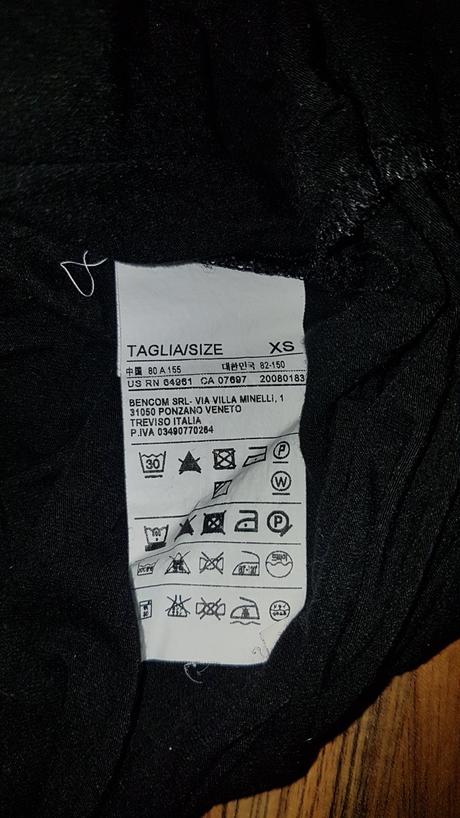 TAGLIA/SIZE XS
中国 80 A 155 대한민국 82-150
US RN 64961 CA 07697 20080183
BENCOM SRL- VIA VILLA MINELLI, 1
31050 PONZANO VENETO
TREVISO ITALIA
P.IVA 03490770264
30 P
W
P